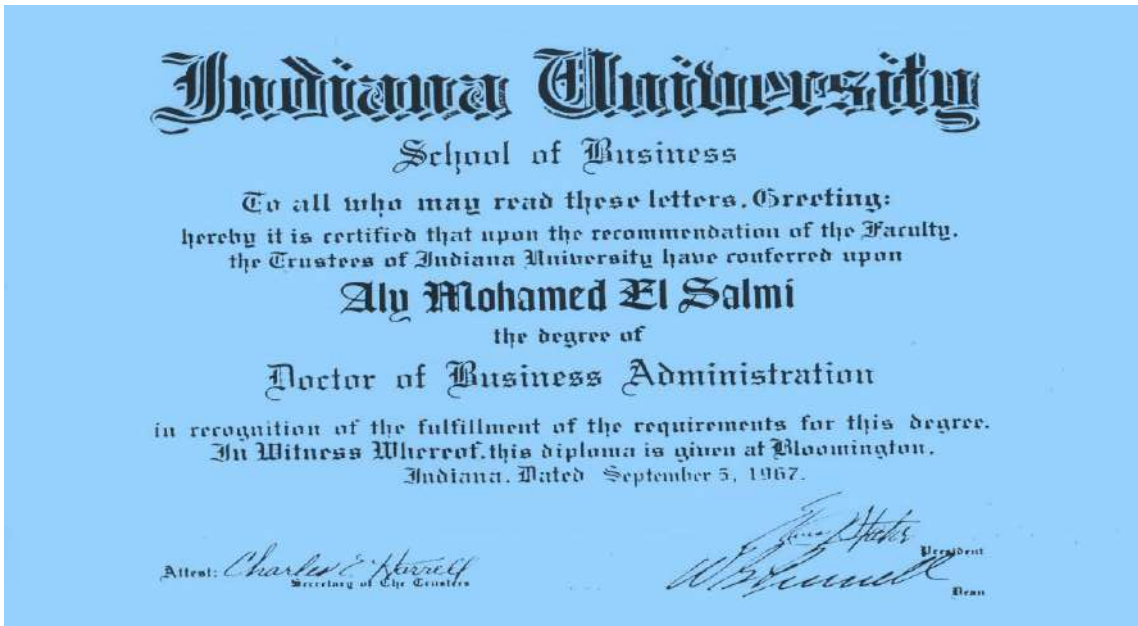 Indiana University
School of Business
To all who may read these letters, Greeting:
hereby it is certified that upon the recommendation of the Faculty,
the Trustees of Indiana University have conferred upon
Aly Mohamed El Salmi
the degree of
Doctor of Business Administration
in recognition of the fulfillment of the requirements for this degree.
In Witness Whereof, this diploma is given at Bloomington,
Indiana. Dated September 5, 1967.
President
Attest: Charles E. Harrell
Secretary of The Trustees
Dean